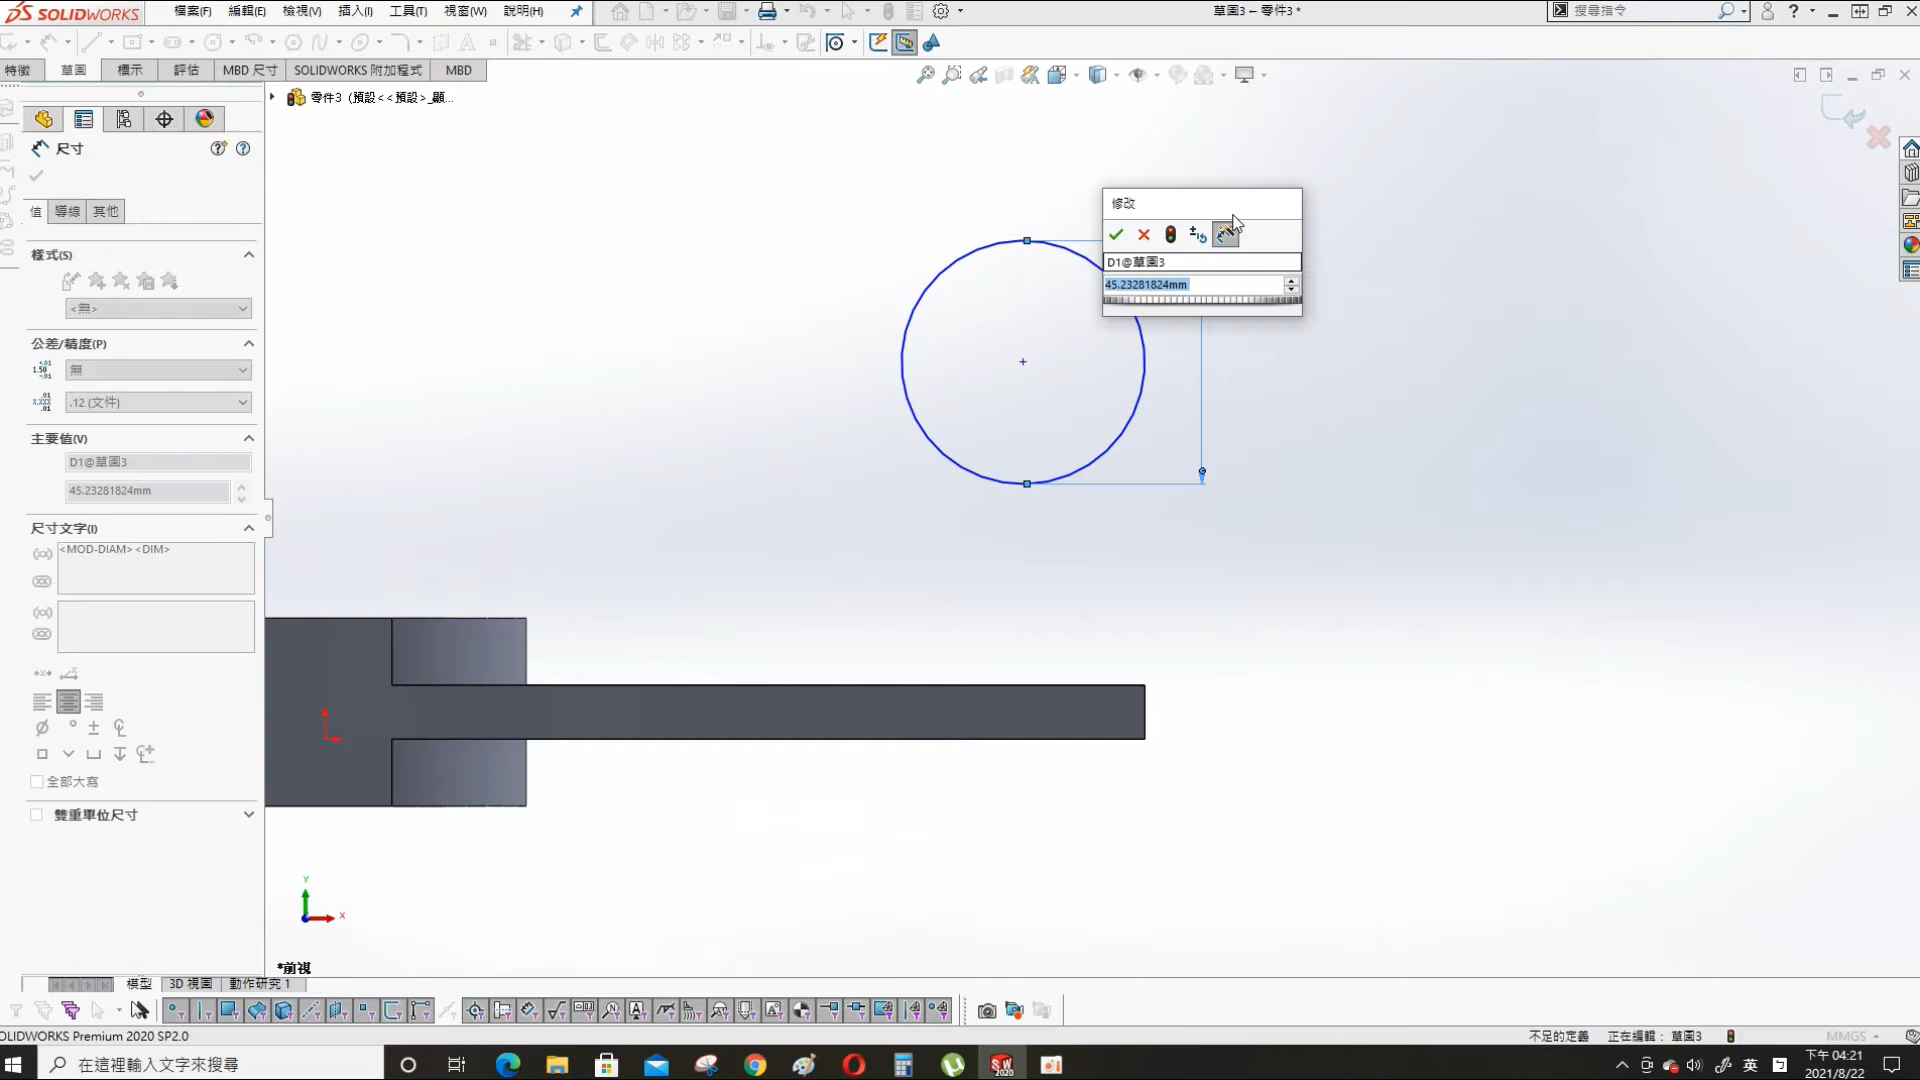 SOLIDWORKS 檔案(F) 編輯(E) 檢視(V) 插入(I) 工具(T) 視窗(W) 說明(H) 草圖3 – 零件3 * 搜尋指令
特徵 草圖 標示 評估 MBD 尺寸 SOLIDWORKS 附加程式 MBD
零件3 (預設<<預設>_顯...
尺寸
值 導線 其他
樣式(S)
<無>
公差/精度(P)
無
.12 (文件)
主要值(V)
D1@草圖3
45.23281824mm
尺寸文字(I)
<MOD-DIAM><DIM>
全部大寫
雙重單位尺寸
修改
D1@草圖3
45.23281824mm
Y
X
*前視
模型 3D 視圖 動作研究 1
OLIDWORKS Premium 2020 SP2.0 不足的定義 正在編輯: 草圖3 MMGS
在這裡輸入文字來搜尋 英 下午 04:21
2021/8/22